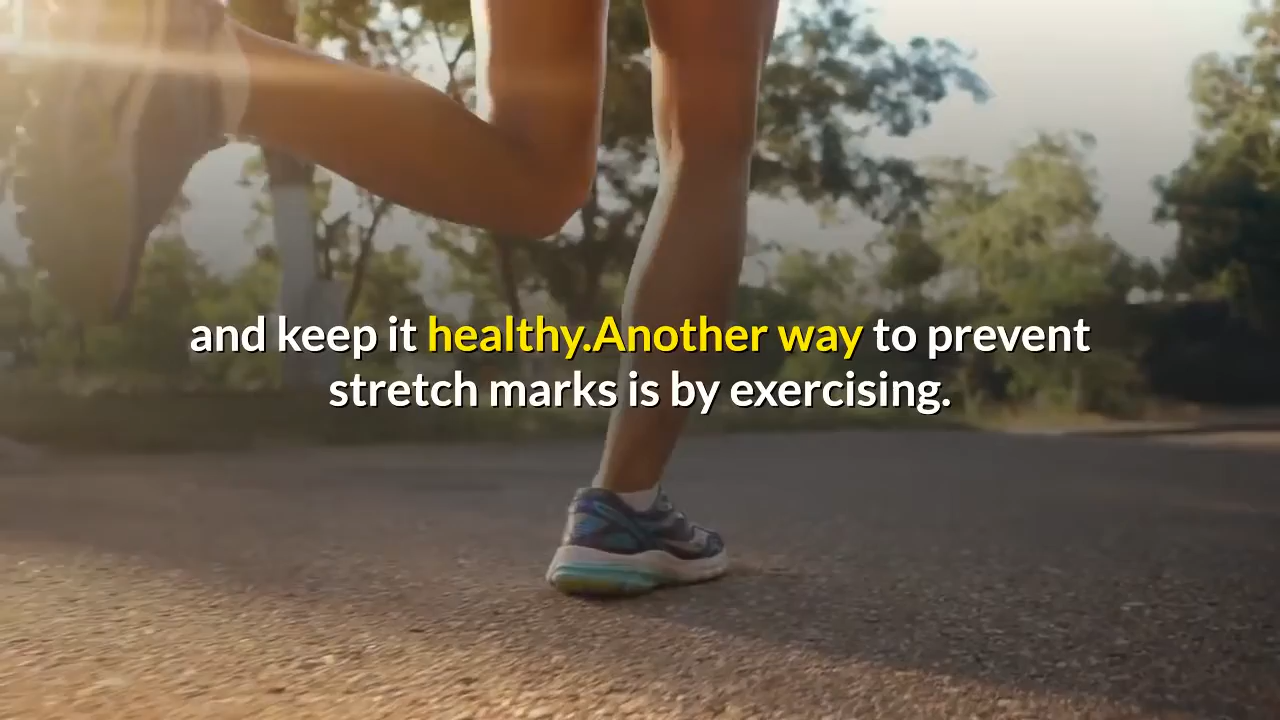 and keep it healthy.Another way to prevent
stretch marks is by exercising.